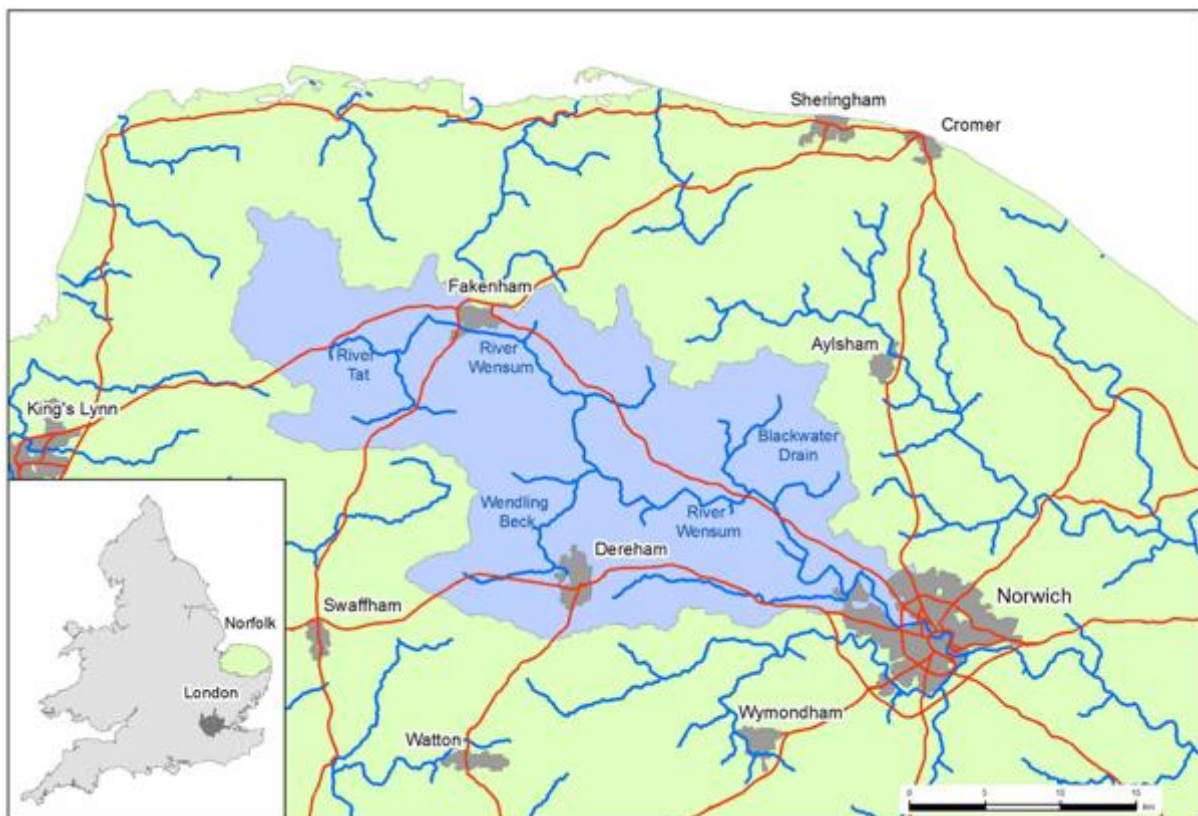 Sheringham
Cromer
Fakenham
River
Tat
River
Wensum
Aylsham
King's Lynn
Blackwater
Drain
Wendling
Beck
River
Wensum
Dereham
Norwich
Swaffham
Norfolk
London
Wymondham
Watton
0 5 10 15
km